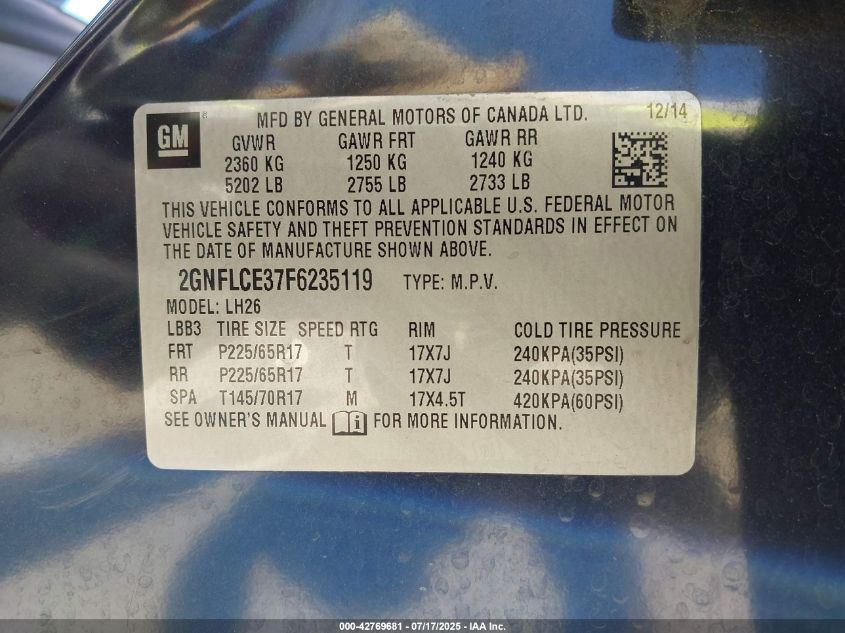 GM
MFD BY GENERAL MOTORS OF CANADA LTD. 12/14
GVWR GAWR FRT GAWR RR
2360 KG 1250 KG 1240 KG
5202 LB 2755 LB 2733 LB
THIS VEHICLE CONFORMS TO ALL APPLICABLE U.S. FEDERAL MOTOR
VEHICLE SAFETY AND THEFT PREVENTION STANDARDS IN EFFECT ON
THE DATE OF MANUFACTURE SHOWN ABOVE.
2GNFLCE37F6235119 TYPE: M.P.V.
MODEL: LH26
LBB3 TIRE SIZE SPEED RTG RIM COLD TIRE PRESSURE
FRT P225/65R17 T 17X7J 240KPA(35PSI)
RR P225/65R17 T 17X7J 240KPA(35PSI)
SPA T145/70R17 M 17X4.5T 420KPA(60PSI)
SEE OWNER'S MANUAL FOR MORE INFORMATION.
000-42769681 - 07/17/2025 - IAA Inc.